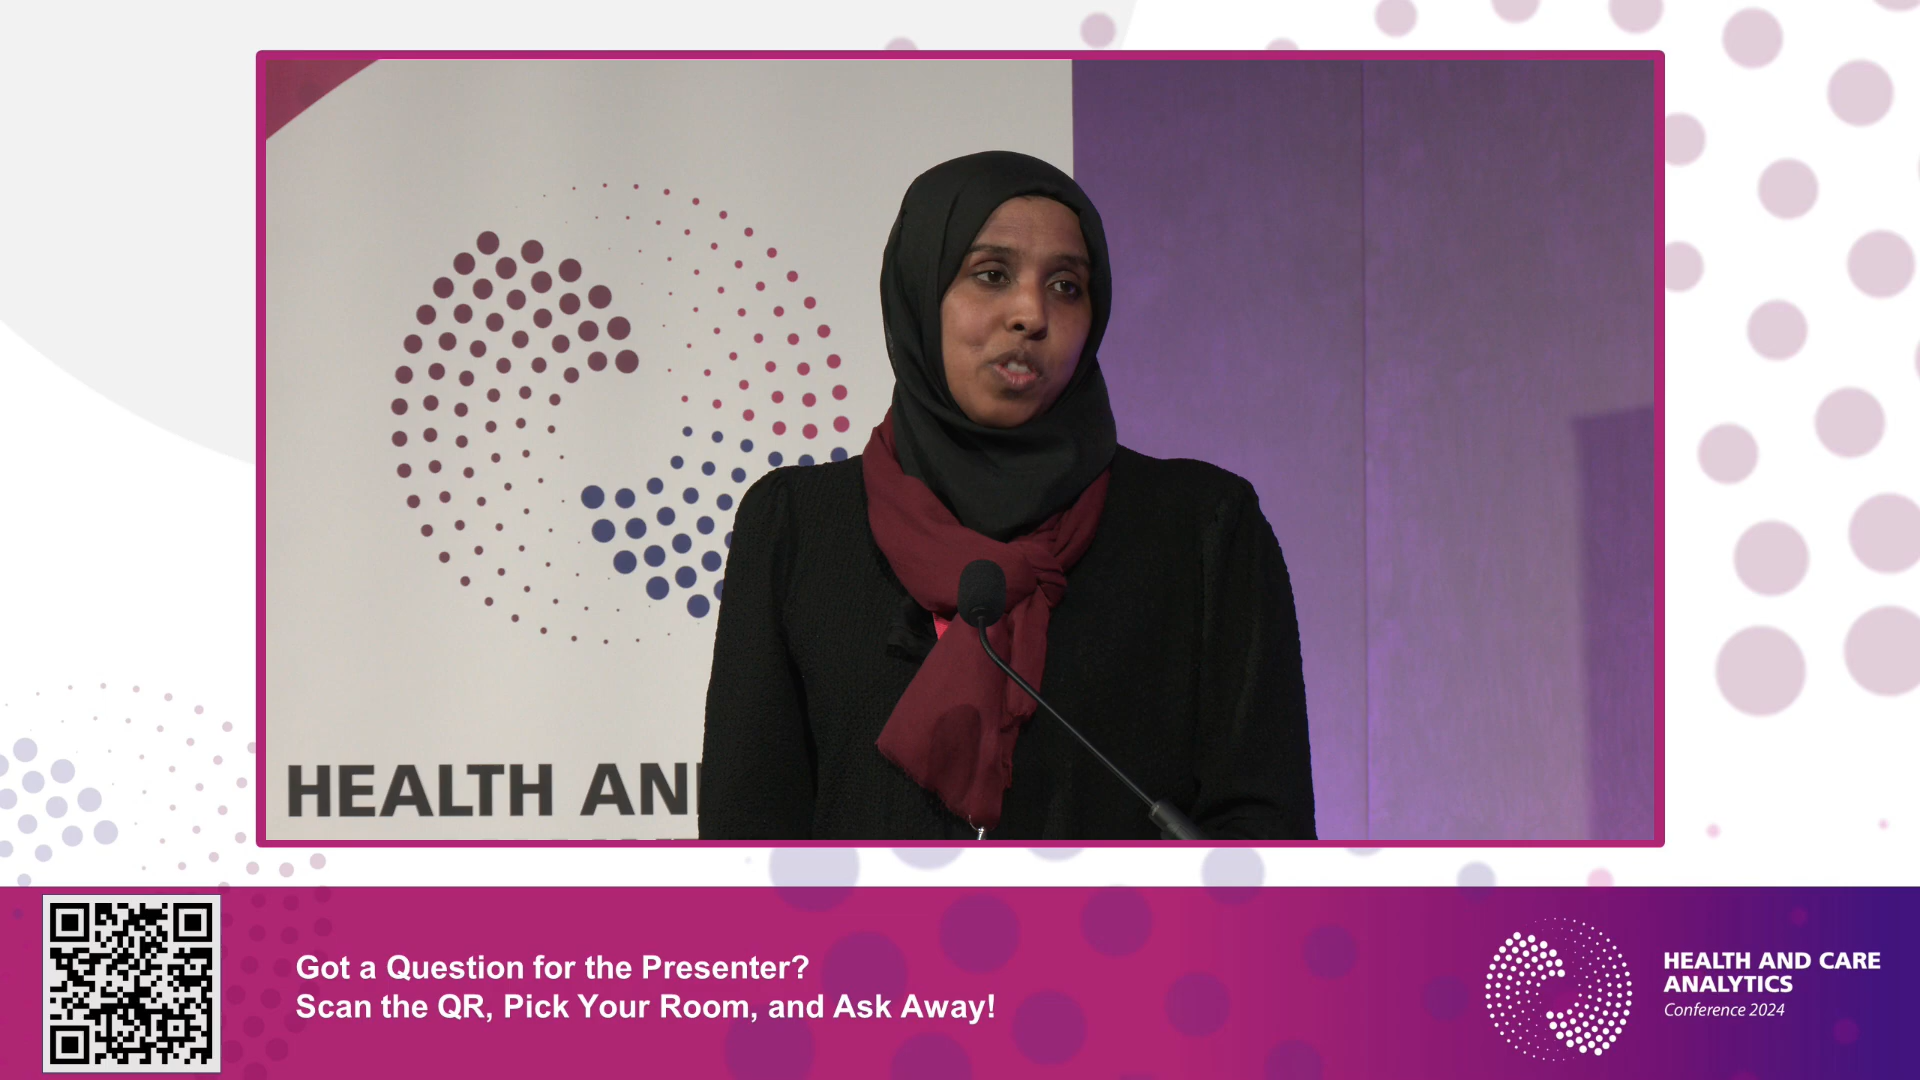 HEALTH AN
Got a Question for the Presenter?
Scan the QR, Pick Your Room, and Ask Away!
HEALTH AND CARE
ANALYTICS
Conference 2024